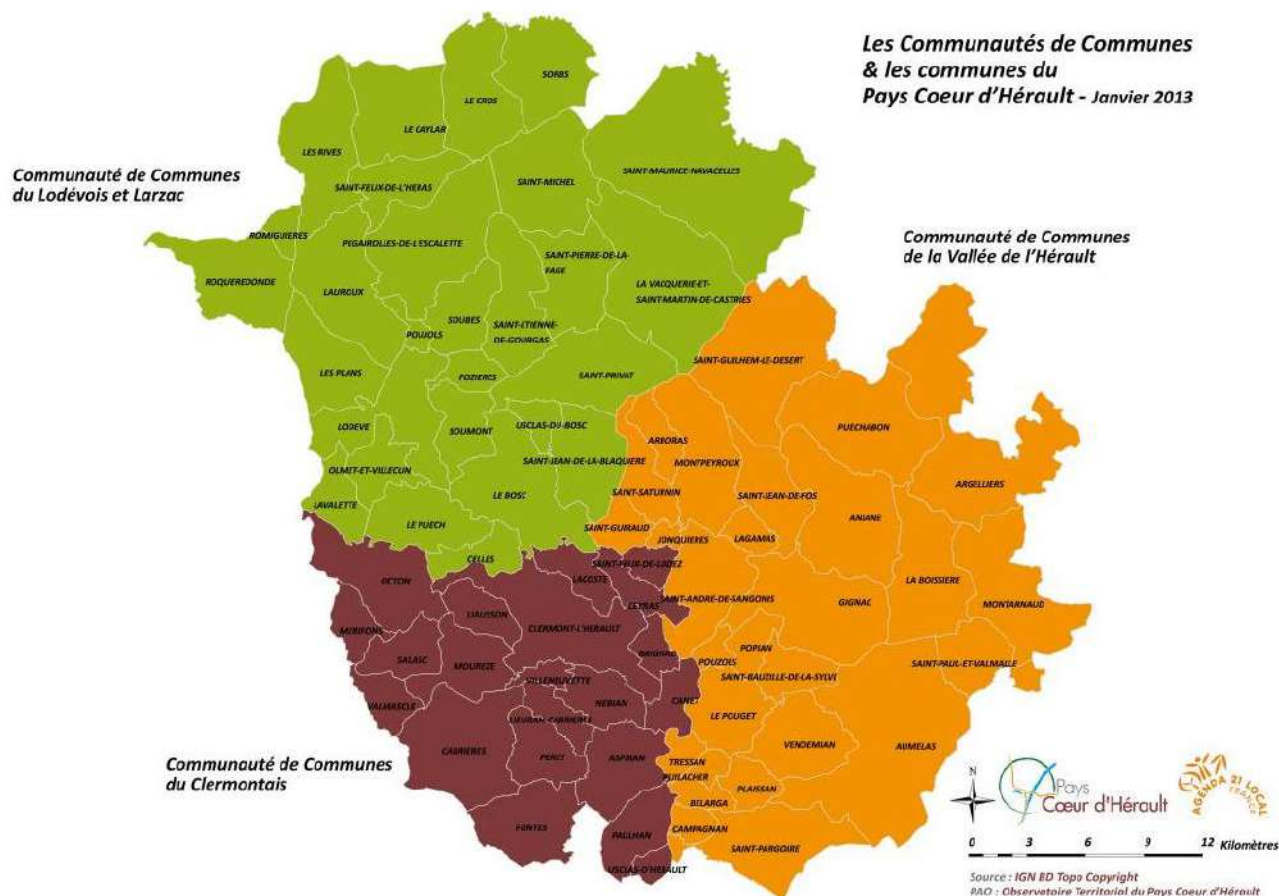 Les Communautés de Communes
& les communes du
Pays Coeur d'Hérault - Janvier 2013
Communauté de Communes
du Lodévois et Larzac
Communauté de Communes
de la Vallée de l'Hérault
Communauté de Communes
du Clermontais
SORBS
LE CROS
LE CAYLAR
LES RIVES
SAINT-MAURICE-NAVACELLES
SAINT-MICHEL
SAINT-FELIX-DE-L'HERAS
ROMIGUIERES
PEGAIROLLES-DE-L'ESCALETTE
SAINT-PIERRE-DE-LA-
FAGE
ROQUEREDONDE
LAUROUX
LA VACQUERIE-ET-
SAINT-MARTIN-DE-CASTRIES
SOUBES
POUJOLS
SAINT-ETIENNE-
DE-GOURGAS
LES PLANS
FOZIERES
SAINT-PRIVAT
LODEVE
SOUMONT
USCLAS-DU-BOSC
SAINT-JEAN-DE-LA-BLAQUIERE
OLMET-ET-VILLECUN
LE BOSC
LAVALETTE
LE PUECH
CELLES
SAINT-GUILHEM-LE-DESERT
PUECHABON
ARBORAS
MONTPEYROUX
ARGELLIERS
SAINT-SATURNIN
SAINT-JEAN-DE-FOS
ANIANE
SAINT-GUIRAUD
JONQUIERES
LAGAMAS
LA BOISSIERE
SAINT-ANDRE-DE-SANGONIS
GIGNAC
MONTARNAUD
POPIAN
POUZOLS
SAINT-PAUL-ET-VALMALLE
SAINT-BAUZILLE-DE-LA-SYLVE
LE POUGET
VENDEMIAN
AUMELAS
TRESSAN
PUILACHER
PLAISSAN
BELARGA
CAMPAGNAN
SAINT-PARGOIRE
OCTON
LACOSTE
SAINT-FELIX-DE-LODEZ
CEYRAS
LIAUSSON
CLERMONT-L'HERAULT
MERIFONS
BRIGNAC
SALASC
MOUREZE
VILLENEUVETTE
NEBIAN
CANET
VALMASCLE
LIEURAN-CABRIERES
CABRIERES
PERET
ASPIRAN
FONTES
PAULHAN
USCLAS-D'HERAULT
N
Pays
Cœur d'Hérault
AGENDA 21 LOCAL
FRANCE
0 3 6 9 12 Kilomètres
Source : IGN BD Topo Copyright
PAO : Observatoire Territorial du Pays Coeur d'Hérault